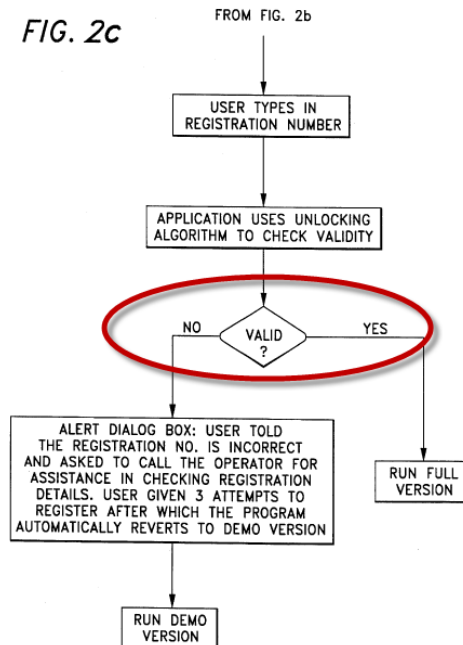 FIG. 2c
FROM FIG. 2b
USER TYPES IN
REGISTRATION NUMBER
APPLICATION USES UNLOCKING
ALGORITHM TO CHECK VALIDITY
NO
VALID
?
YES
ALERT DIALOG BOX: USER TOLD
THE REGISTRATION NO. IS INCORRECT
AND ASKED TO CALL THE OPERATOR FOR
ASSISTANCE IN CHECKING REGISTRATION
DETAILS. USER GIVEN 3 ATTEMPTS TO
REGISTER AFTER WHICH THE PROGRAM
AUTOMATICALLY REVERTS TO DEMO VERSION
RUN FULL
VERSION
RUN DEMO
VERSION